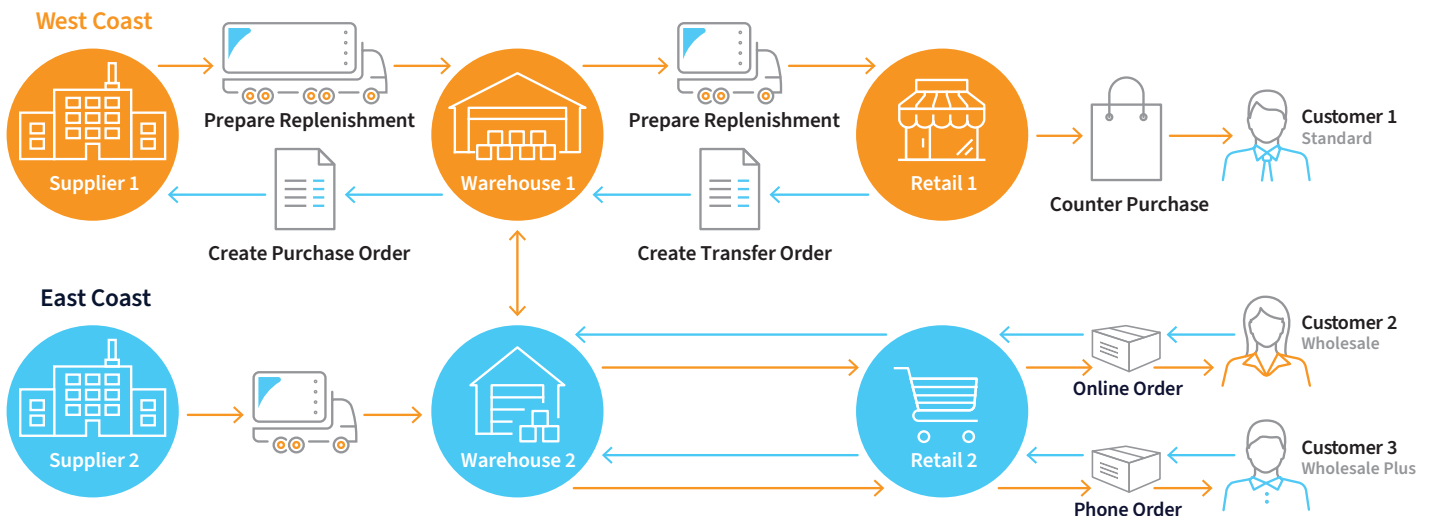 West Coast
Supplier 1
Prepare Replenishment
Create Purchase Order
Warehouse 1
Prepare Replenishment
Create Transfer Order
Retail 1
Counter Purchase
Customer 1
Standard
East Coast
Supplier 2
Warehouse 2
Retail 2
Online Order
Customer 2
Wholesale
Phone Order
Customer 3
Wholesale Plus